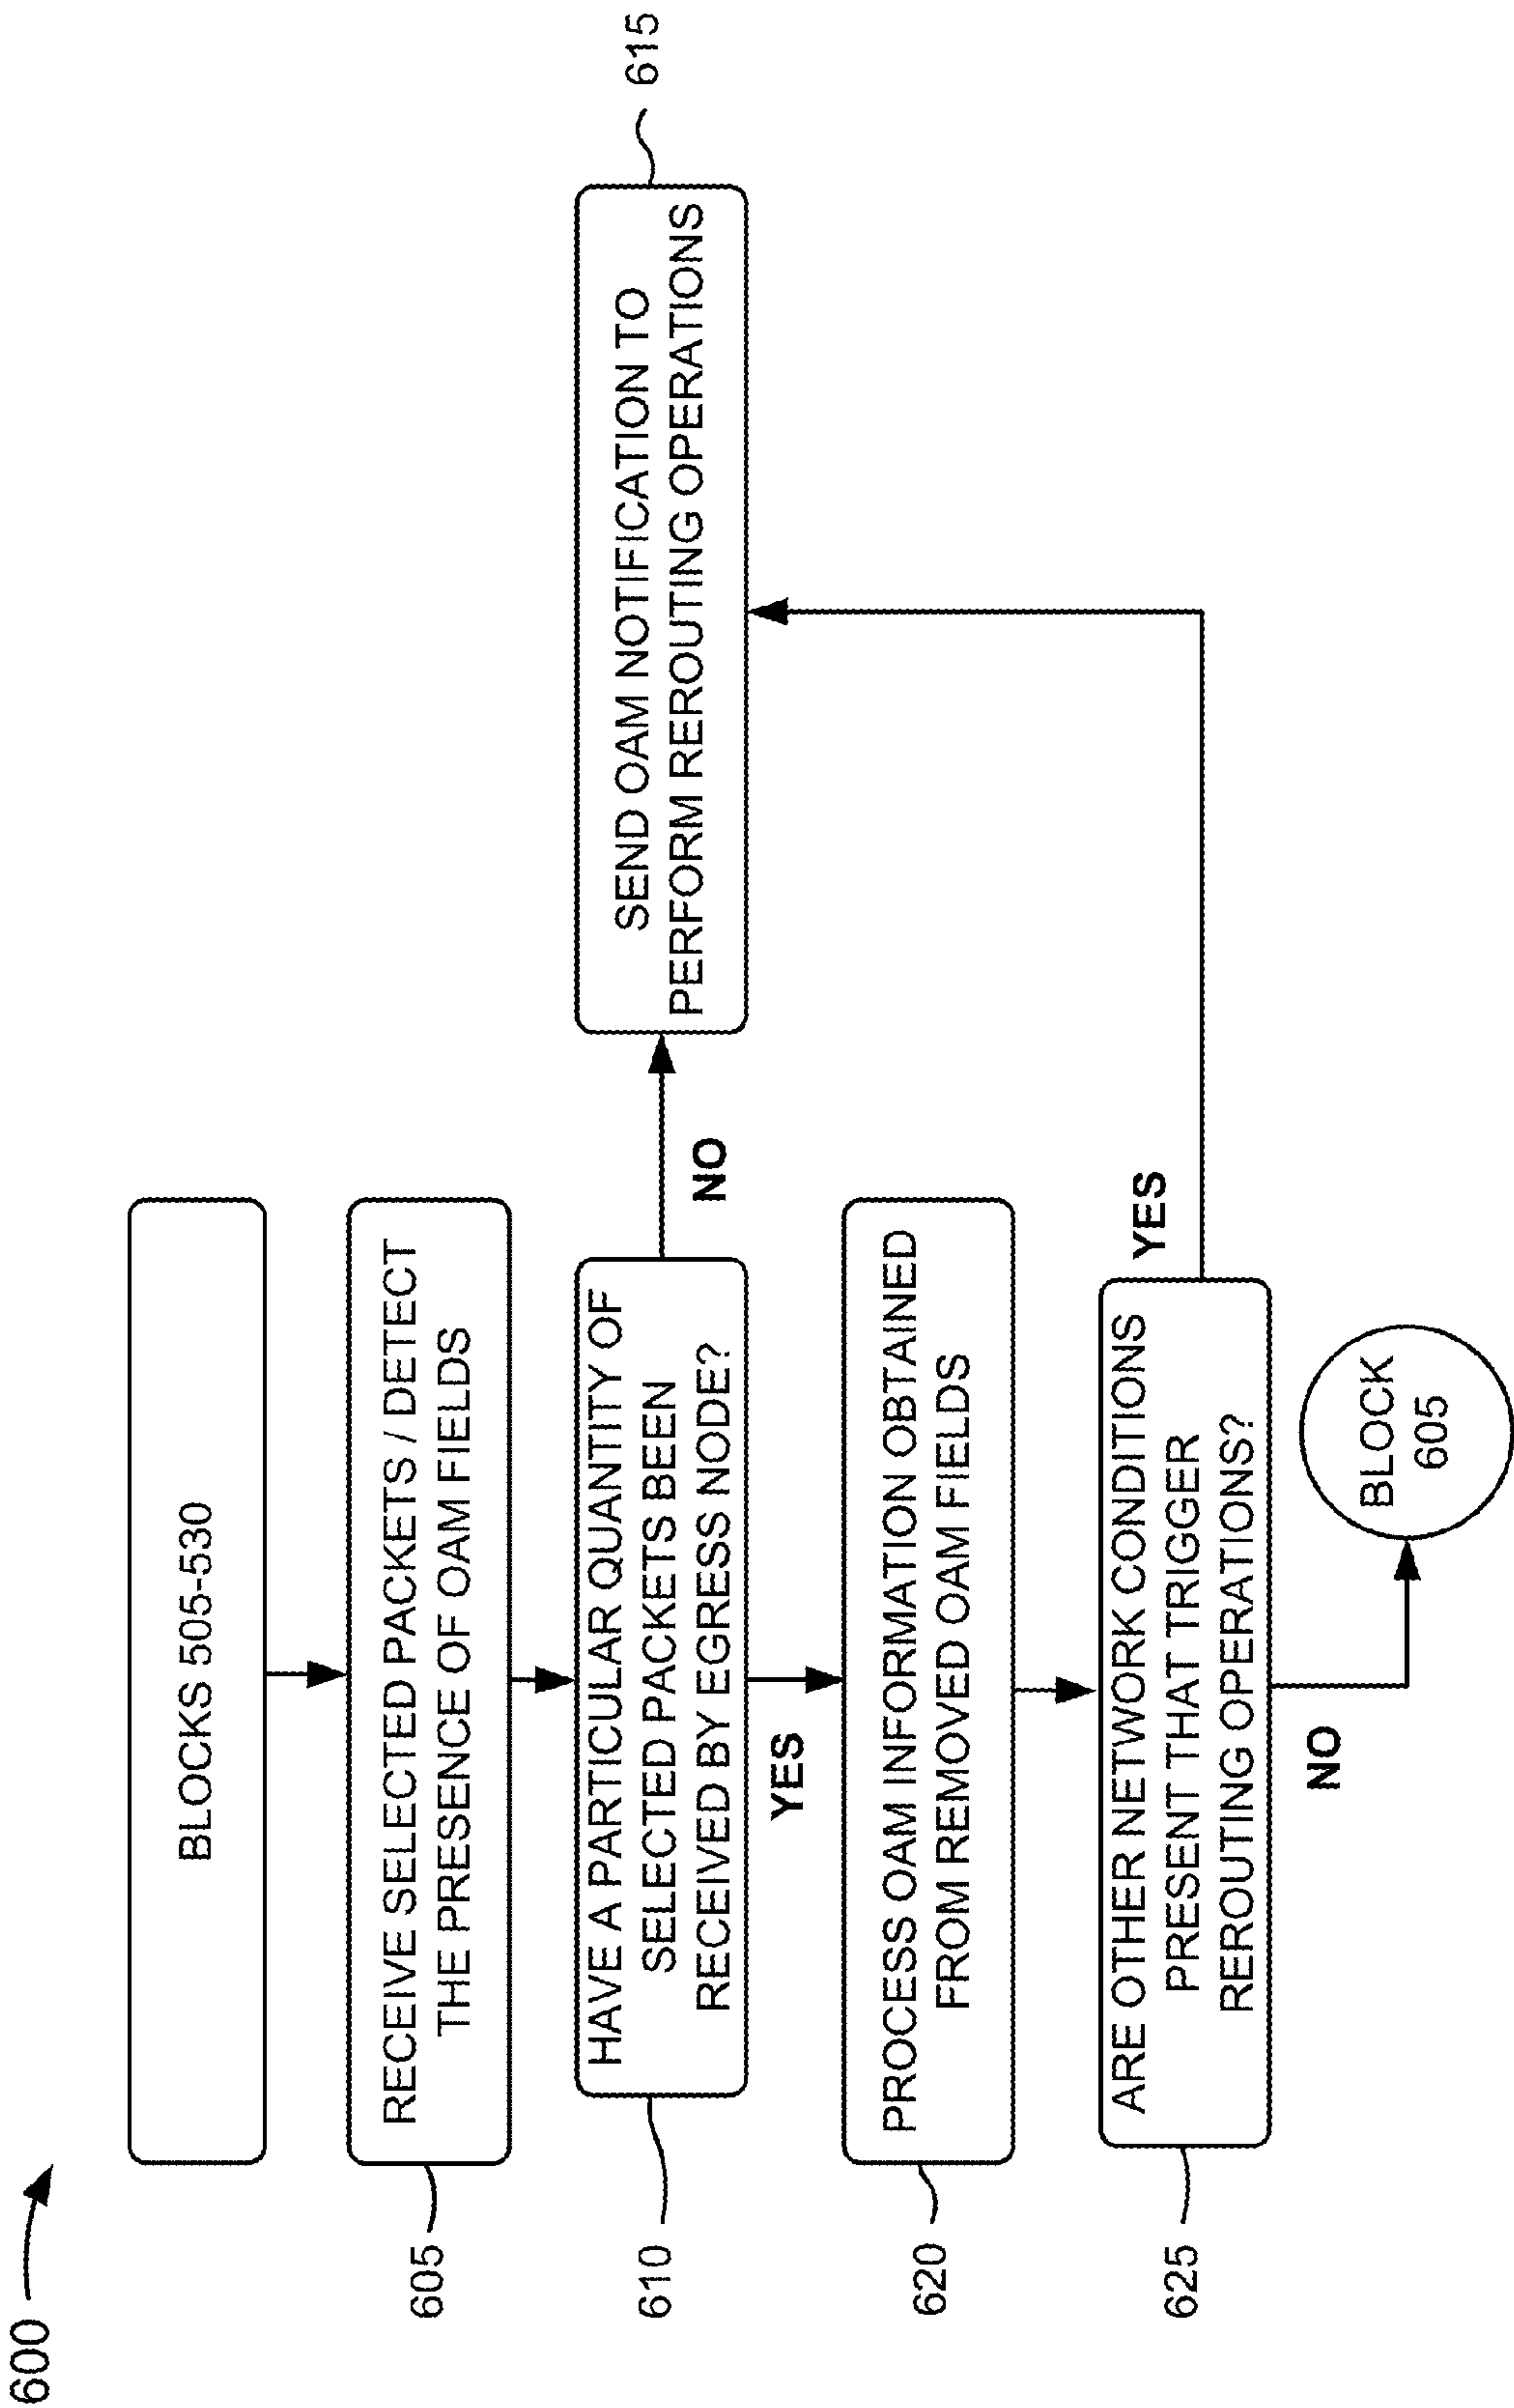 600
BLOCKS 505-530
605
RECEIVE SELECTED PACKETS / DETECT
THE PRESENCE OF OAM FIELDS
610
HAVE A PARTICULAR QUANTITY OF
SELECTED PACKETS BEEN
RECEIVED BY EGRESS NODE?
NO
615
SEND OAM NOTIFICATION TO
PERFORM REROUTING OPERATIONS
YES
620
PROCESS OAM INFORMATION OBTAINED
FROM REMOVED OAM FIELDS
625
ARE OTHER NETWORK CONDITIONS
PRESENT THAT TRIGGER
REROUTING OPERATIONS?
YES
NO
BLOCK
605